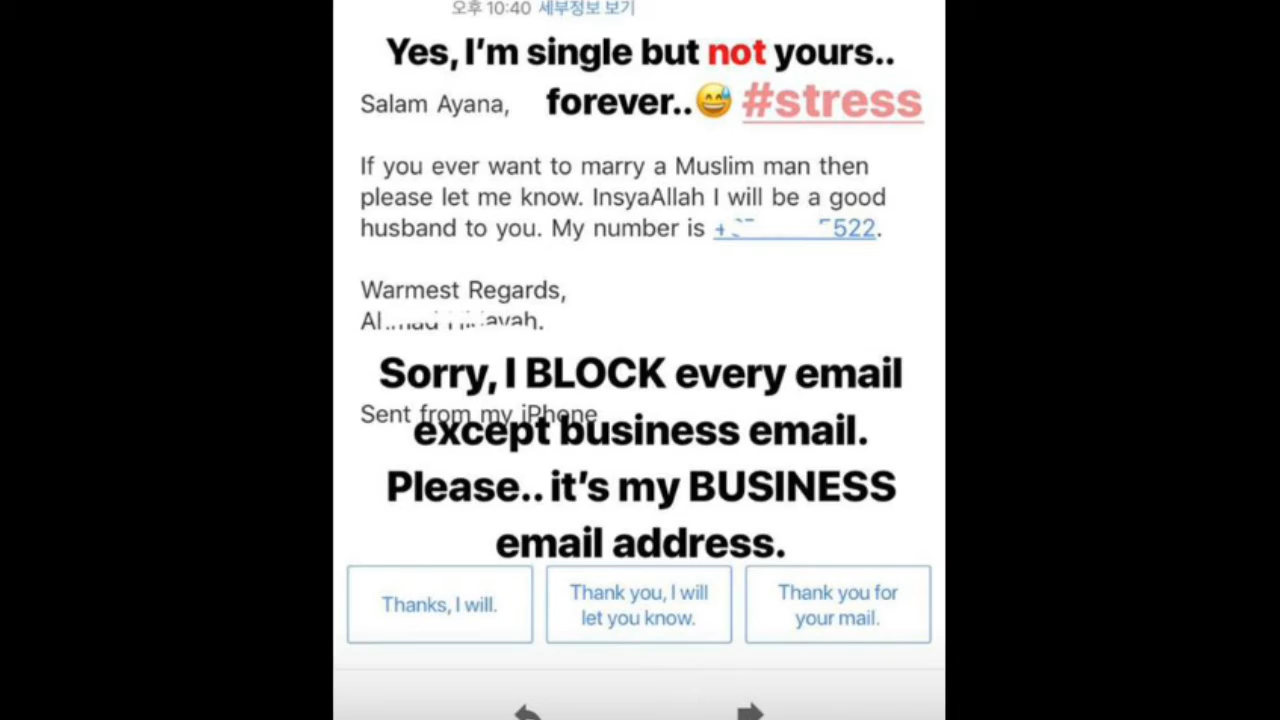 오후 10:40 세부정보 보기
Yes, I'm single but not yours..
forever..😅 #stress
Salam Ayana,
If you ever want to marry a Muslim man then
please let me know. InsyaAllah I will be a good
husband to you. My number is 5522.
Warmest Regards,
Sorry, I BLOCK every email
Sent from my iPhone
except business email.
Please.. it's my BUSINESS
email address.
Thanks, I will.
Thank you, I will
let you know.
Thank you for
your mail.